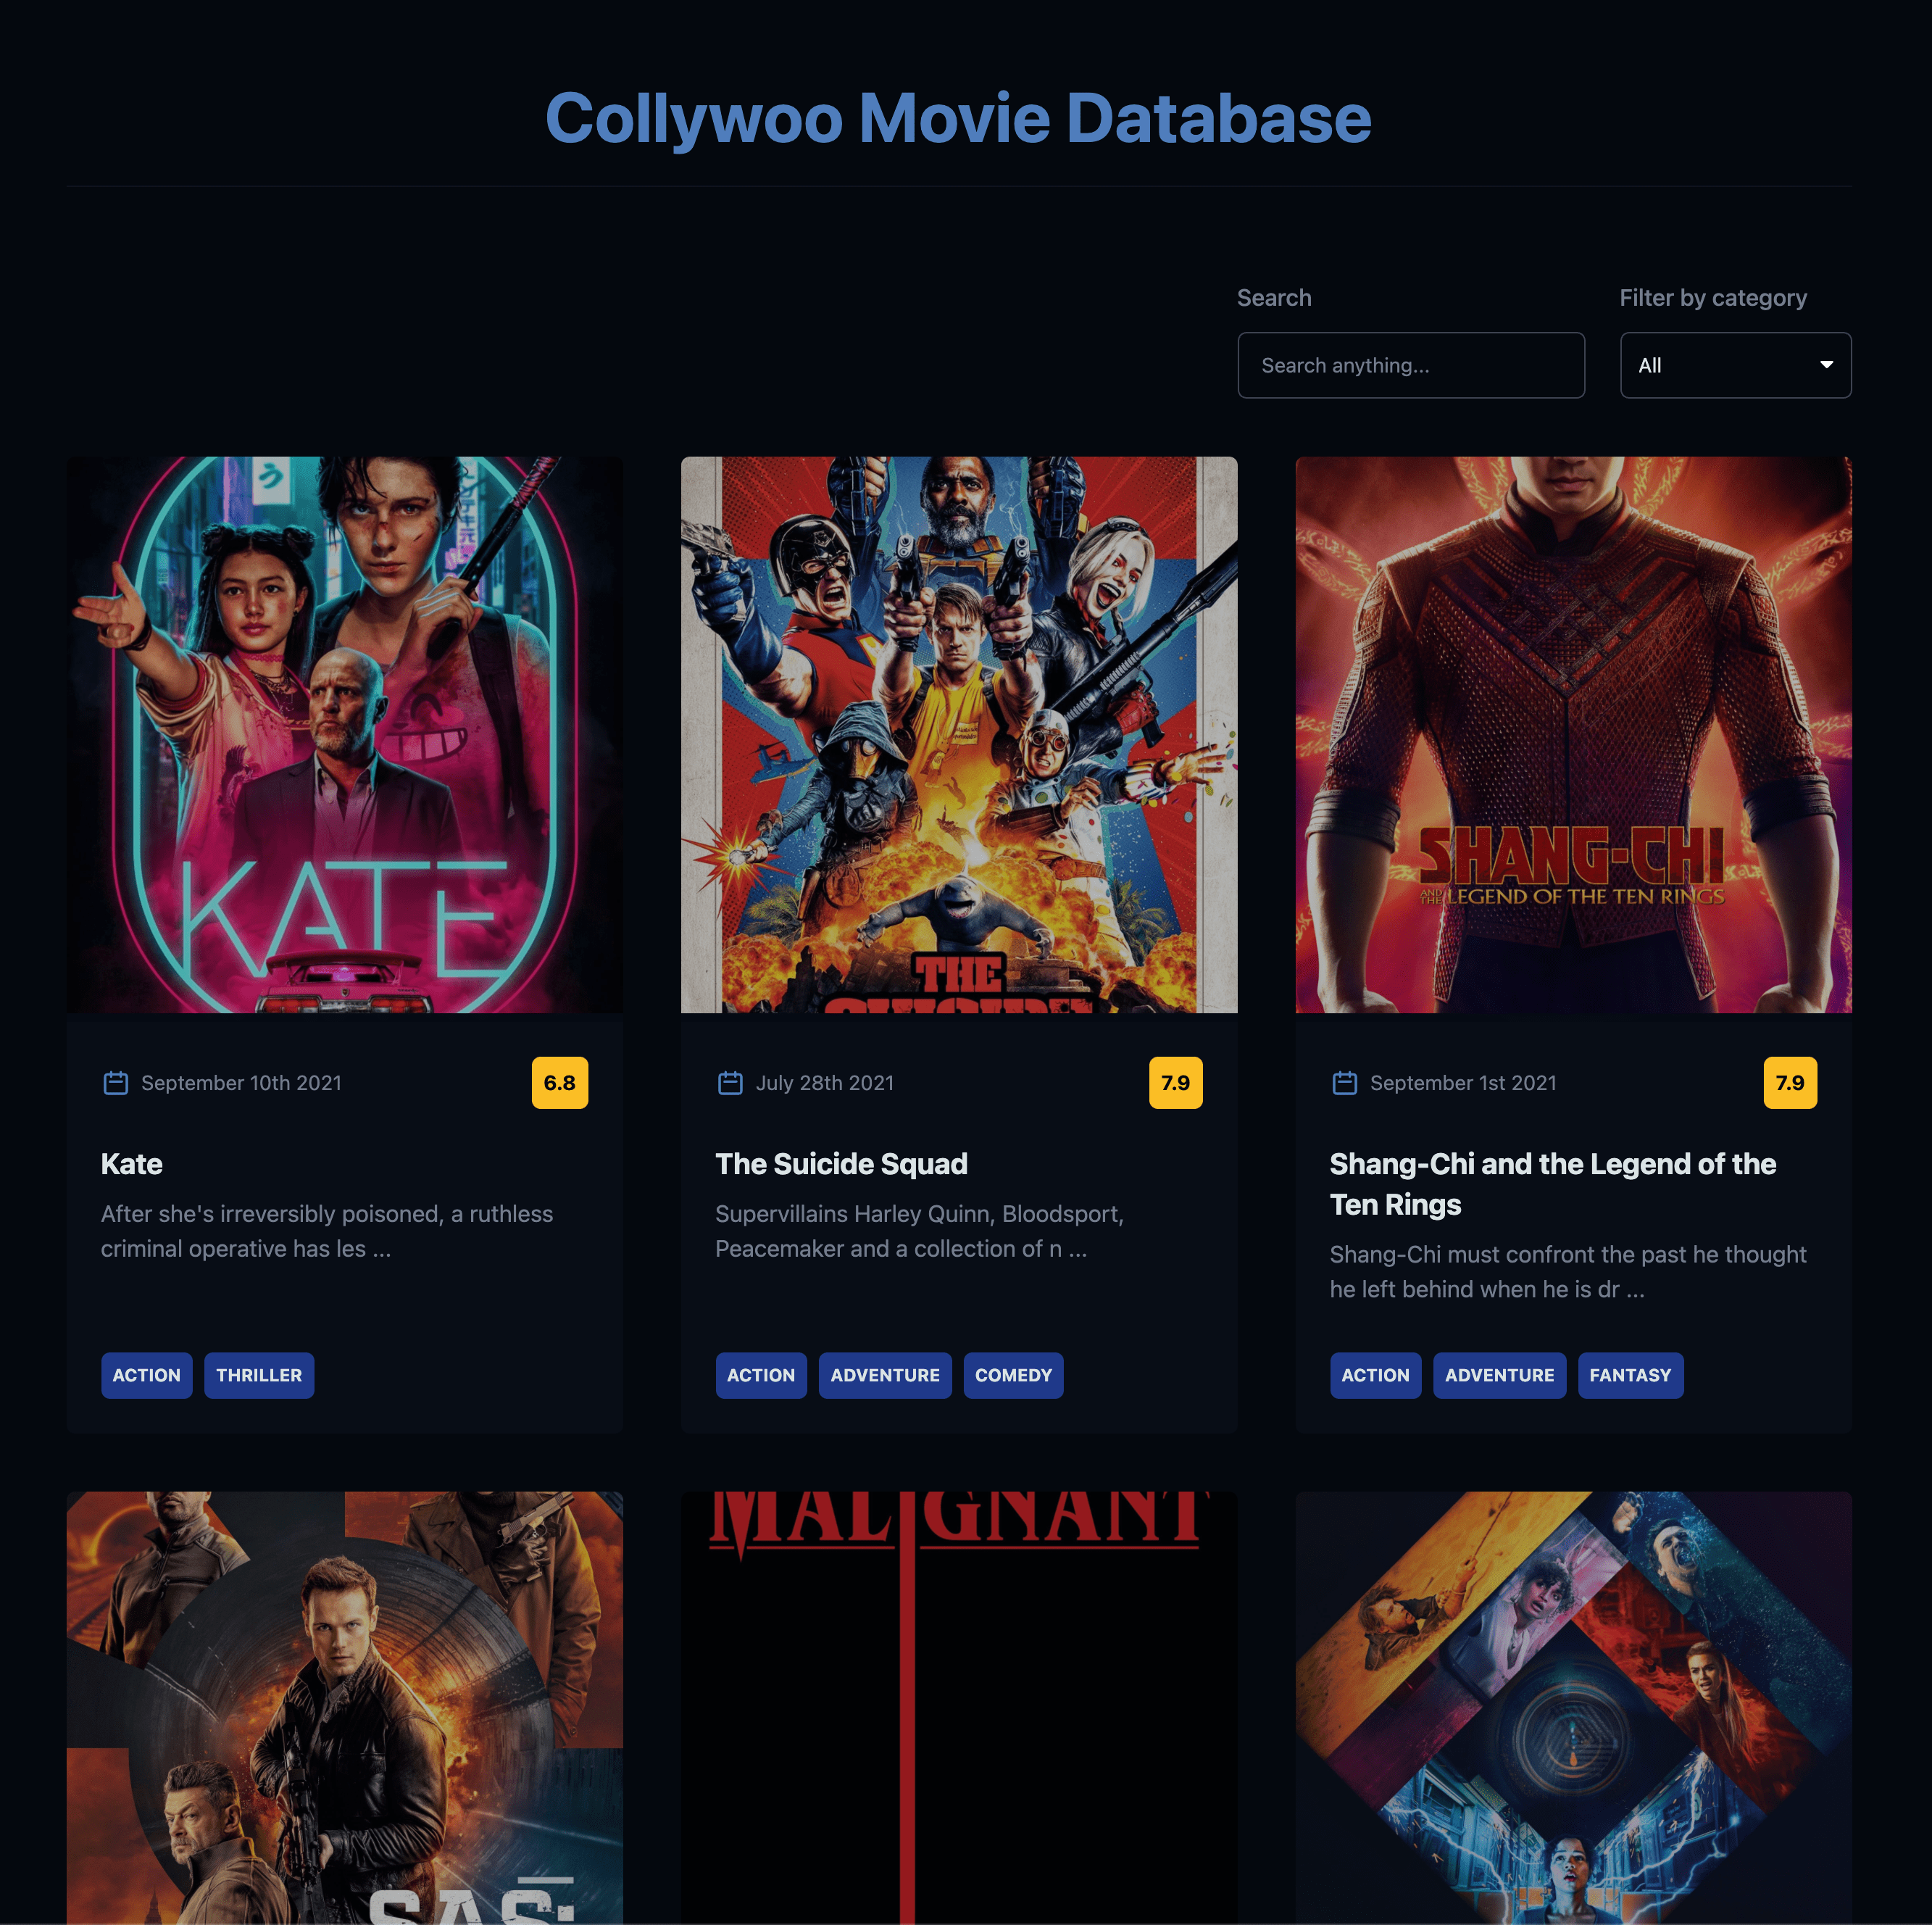 Collywoo Movie Database
Search
Filter by category
Search anything...
All
う
KATE
THE
SHANG-CHI
AND THE LEGEND OF THE TEN RINGS
September 10th 2021
6.8
July 28th 2021
7.9
September 1st 2021
7.9
Kate
The Suicide Squad
Shang-Chi and the Legend of the
Ten Rings
After she's irreversibly poisoned, a ruthless
criminal operative has les ...
Supervillains Harley Quinn, Bloodsport,
Peacemaker and a collection of n ...
Shang-Chi must confront the past he thought
he left behind when he is dr ...
ACTION
THRILLER
ACTION
ADVENTURE
COMEDY
ACTION
ADVENTURE
FANTASY
MALIGNANT
SAS: